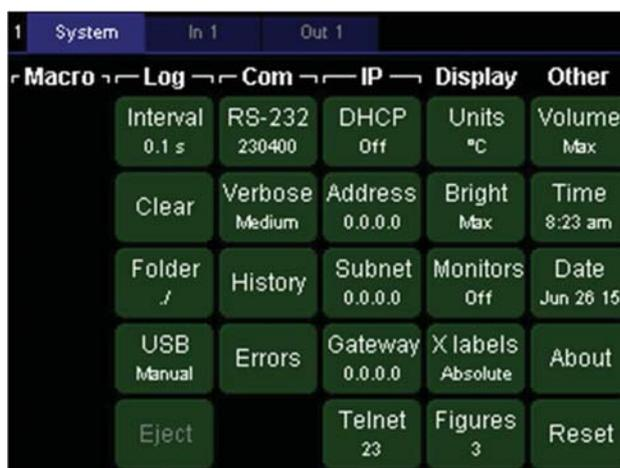 1 System In 1 Out 1
Macro Log Com IP Display Other
Interval RS-232 DHCP Units Volume
0.1 s 230400 Off °C Max
Clear Verbose Address Bright Time
Medium 0.0.0.0 Max 8:23 am
Folder History Subnet Monitors Date
./ 0.0.0.0 Off Jun 26 15
USB Errors Gateway X labels About
Manual 0.0.0.0 Absolute
Eject Telnet Figures Reset
23 3